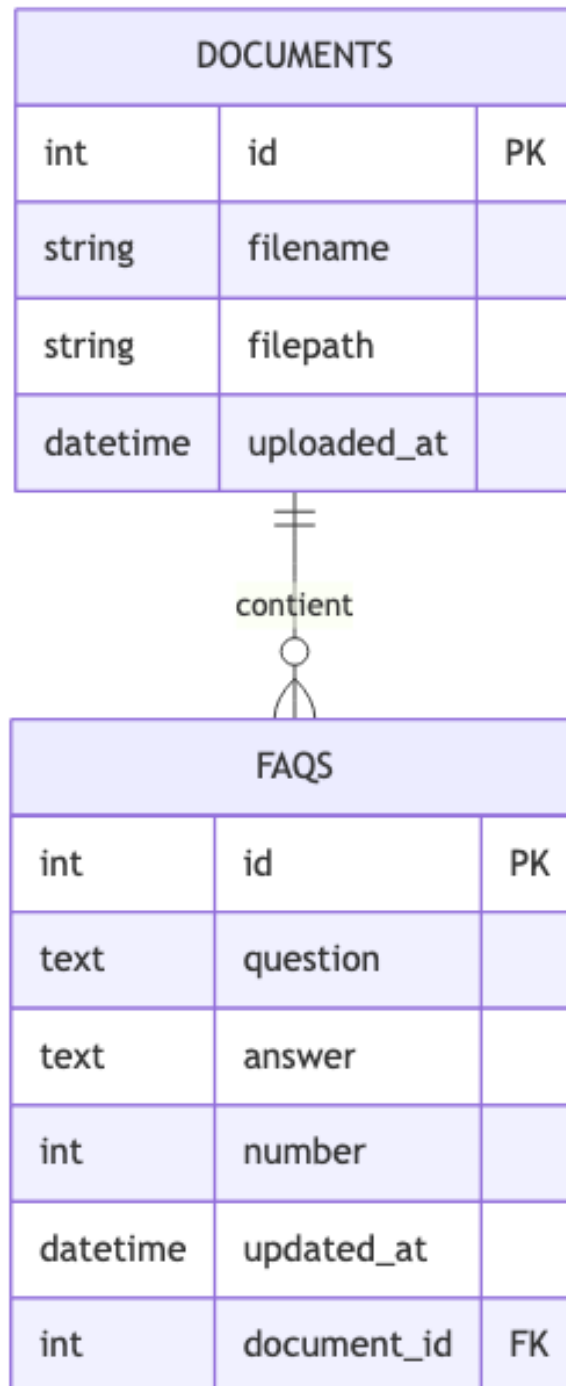 DOCUMENTS
int id PK
string filename
string filepath
datetime uploaded_at
contient
FAQS
int id PK
text question
text answer
int number
datetime updated_at
int document_id FK